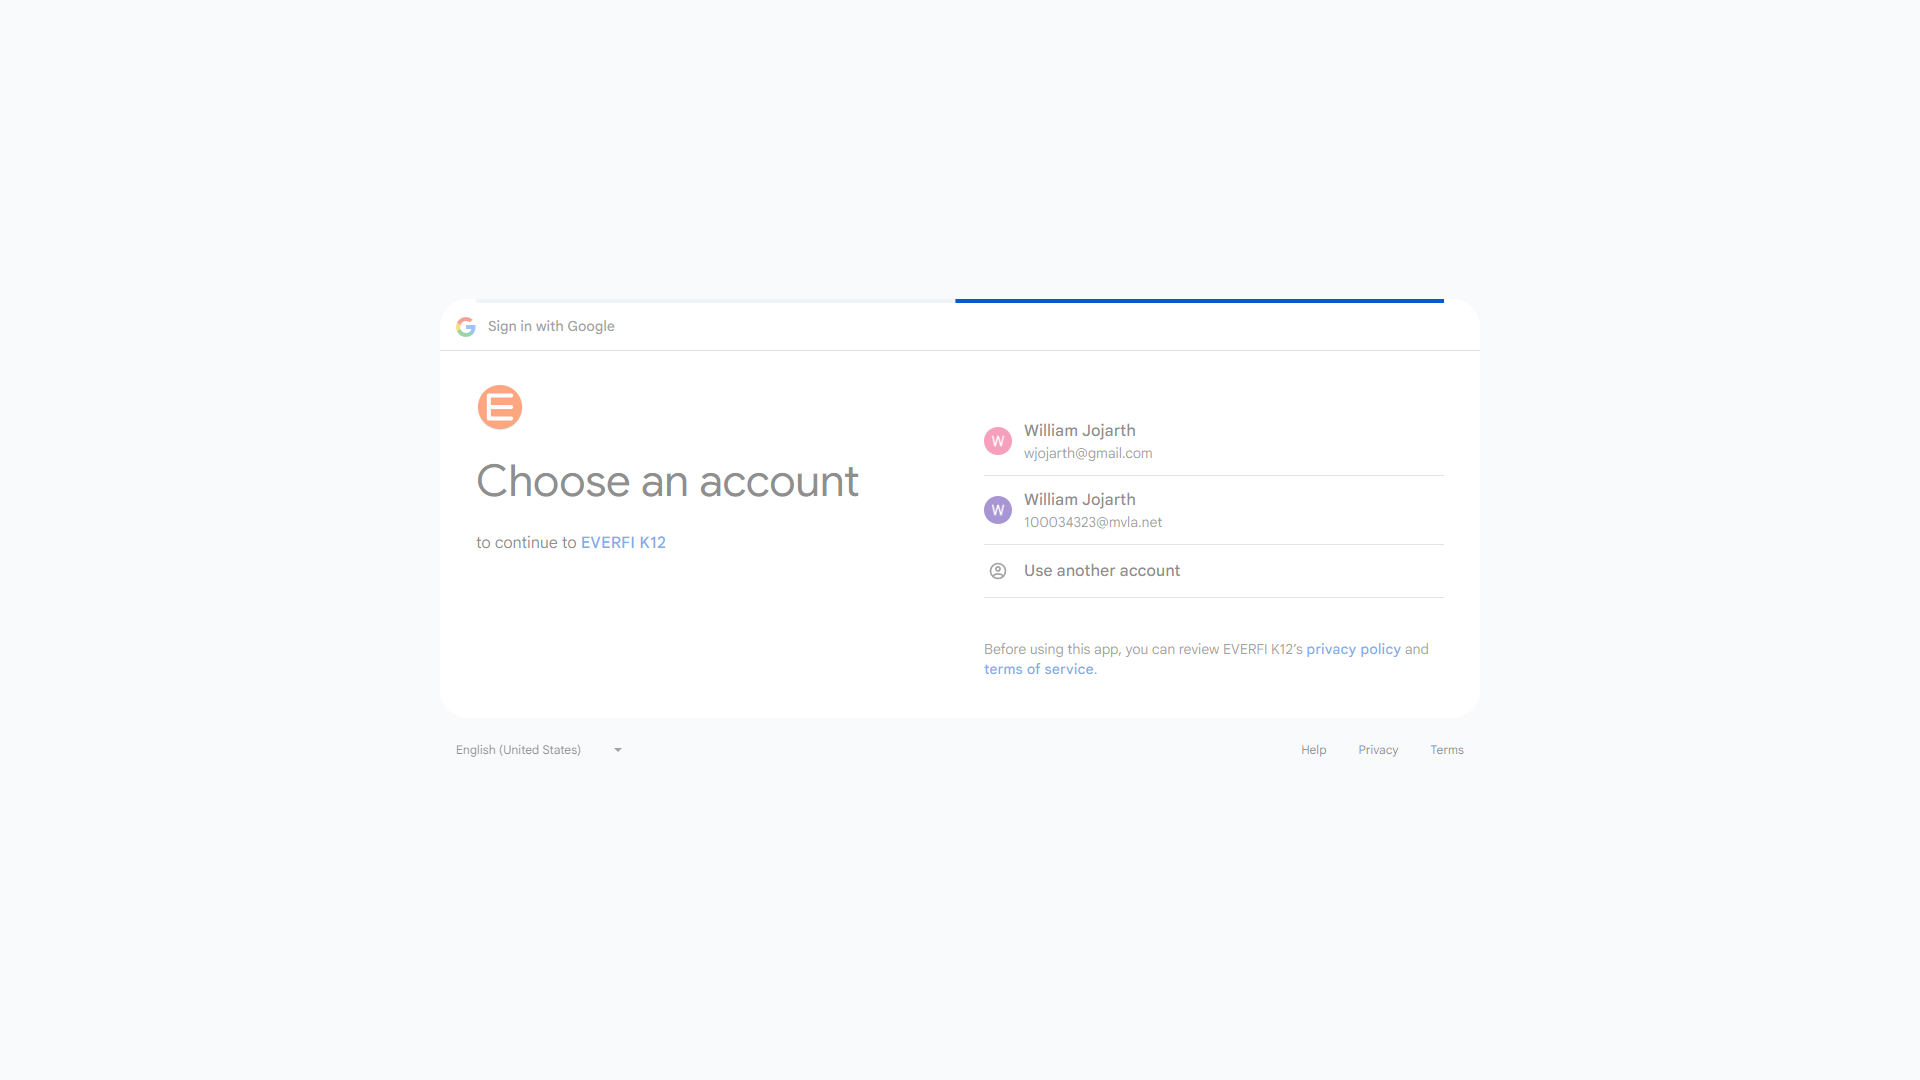 Sign in with Google
Choose an account
to continue to EVERFI K12
W
William Jojarth
wjojarth@gmail.com
W
William Jojarth
100034323@mvla.net
Use another account
Before using this app, you can review EVERFI K12’s privacy policy and
terms of service.
English (United States)
Help
Privacy
Terms